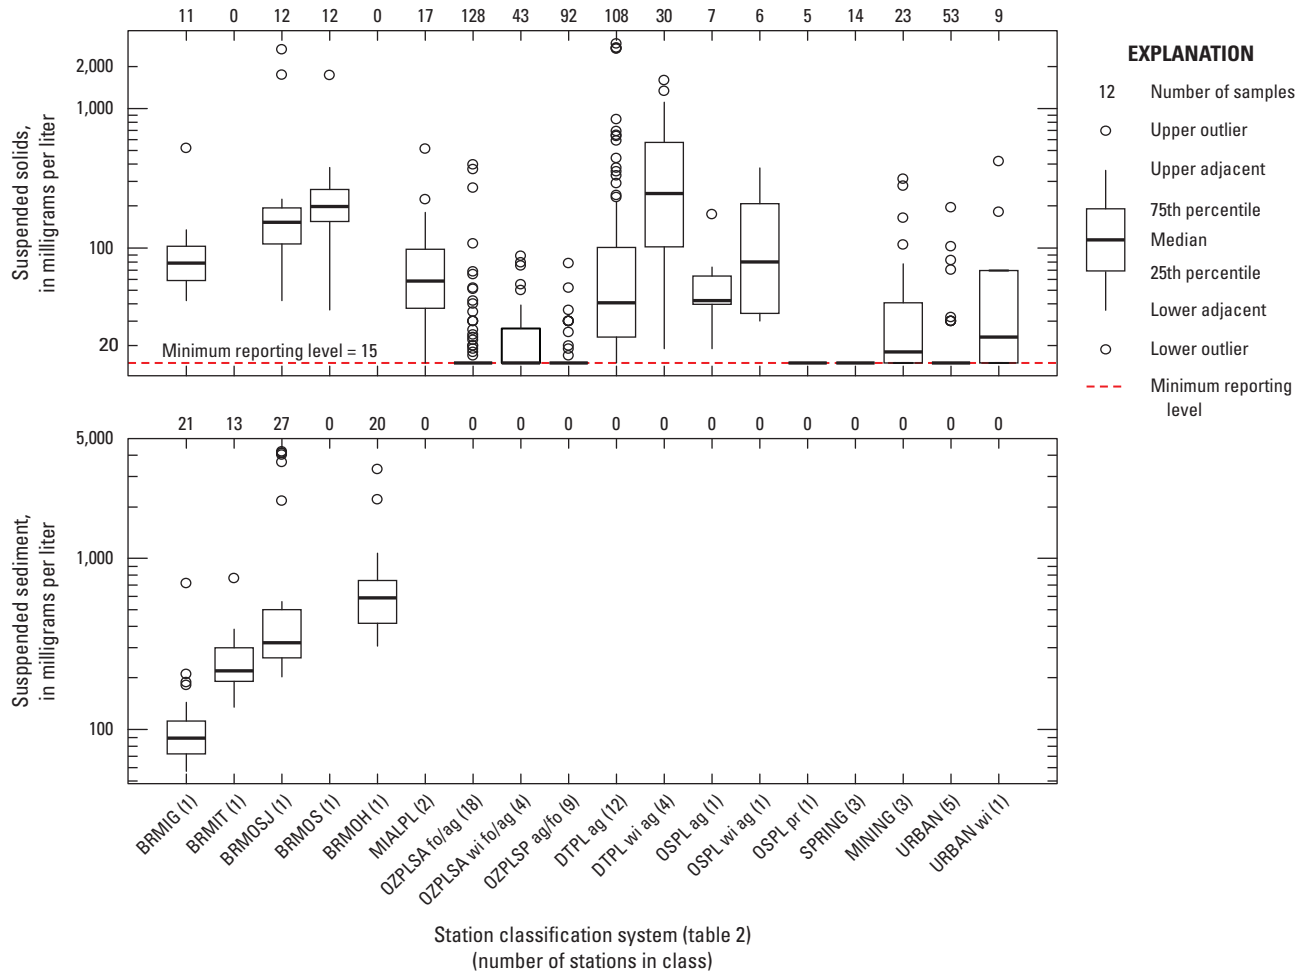 11 0 12 12 0 17 128 43 92 108 30 7 6 5 14 23 53 9
Suspended solids,
in milligrams per liter
2,000
1,000
100
20
Minimum reporting level = 15
EXPLANATION
12 Number of samples
Upper outlier
Upper adjacent
75th percentile
Median
25th percentile
Lower adjacent
Lower outlier
Minimum reporting
level
21 13 27 0 20 0 0 0 0 0 0 0 0 0 0 0 0 0
Susppended sediment,
in milligrams per liter
5,000
1,000
100
BRMIG (1)
BRMIT (1)
BRMOSJ (1)
BRMOS (1)
BRMOH (1)
MIALPL (2)
OZPLSA fo/ag (18)
OZPLSA wi fo/ag (4)
OZPLSP ag/fo (9)
DTPL ag (12)
DTPL wi ag (4)
OSPL ag (1)
OSPL wi ag (1)
OSPL pr (1)
SPRING (3)
MINING (3)
URBAN (5)
URBAN wi (1)
Station classification system (table 2)
(number of stations in class)